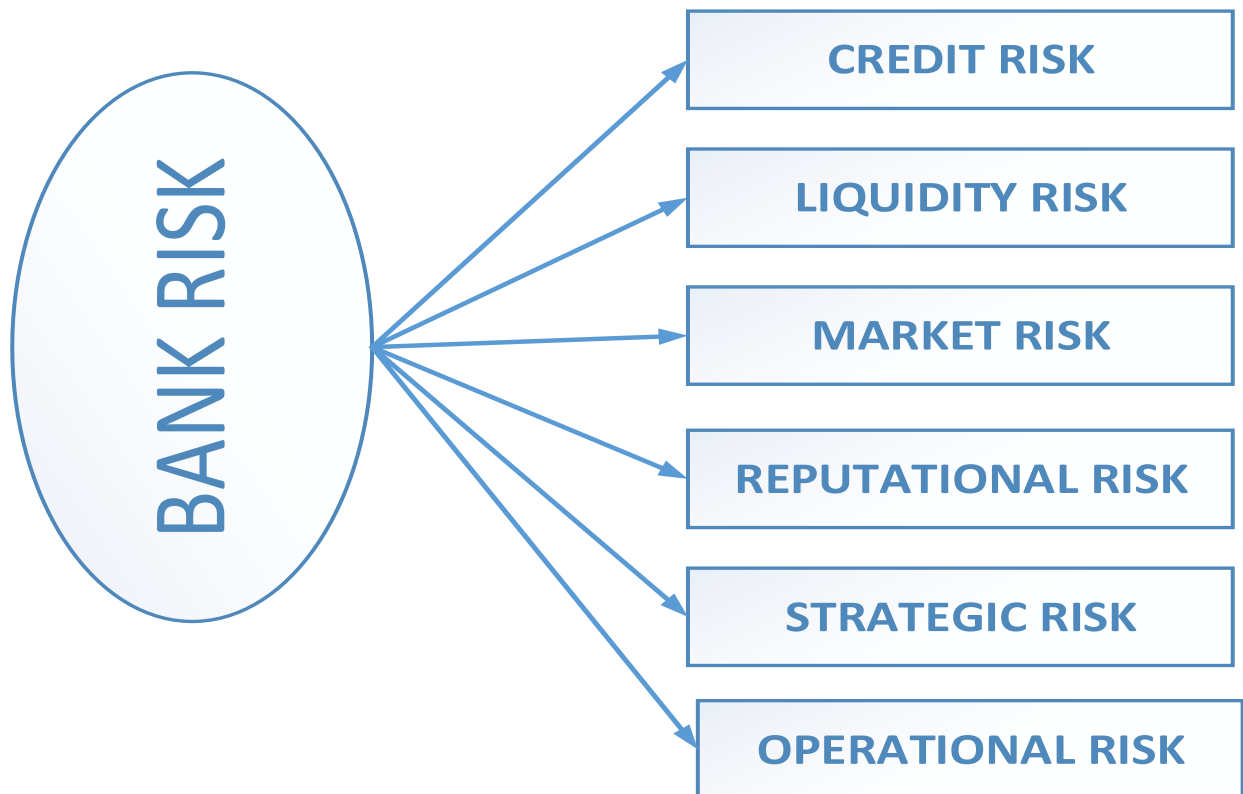 BANK RISK
CREDIT RISK
LIQUIDITY RISK
MARKET RISK
REPUTATIONAL RISK
STRATEGIC RISK
OPERATIONAL RISK